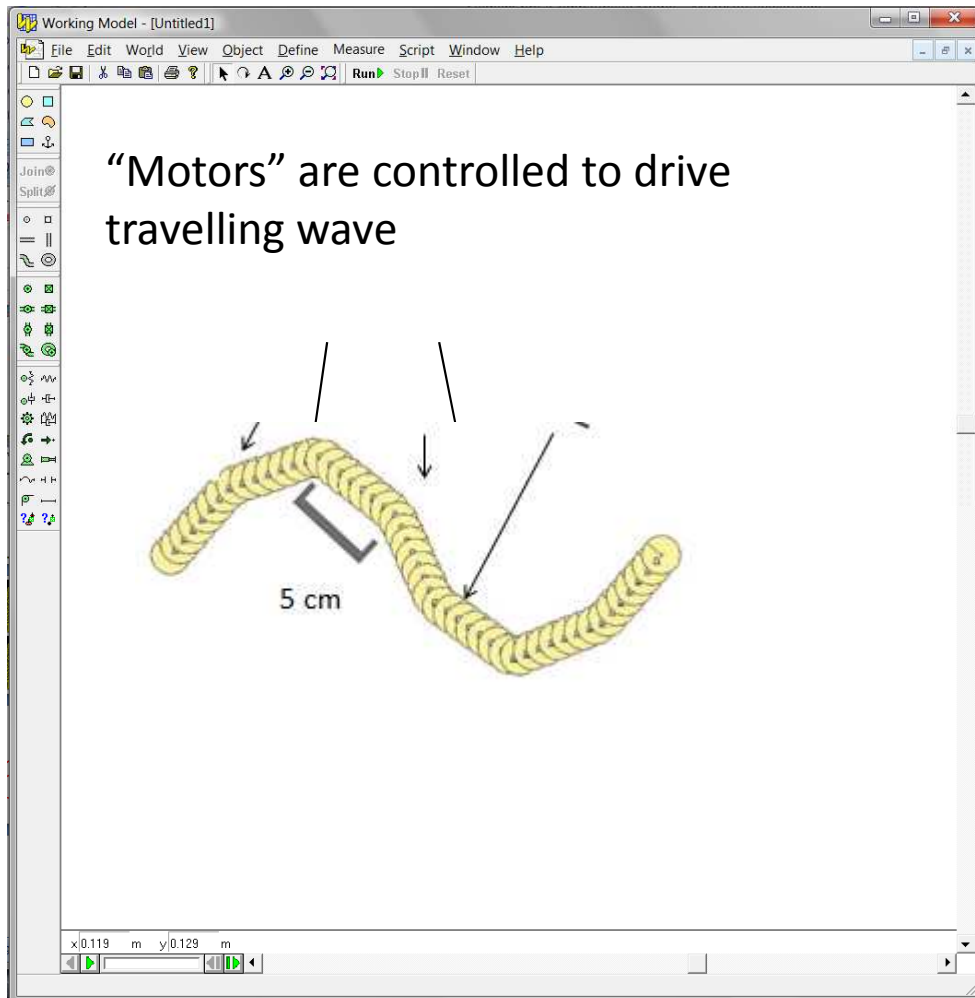 Working Model - [Untitled1]
File Edit World View Object Define Measure Script Window Help
A Run Stop Reset
Join
Split
“Motors” are controlled to drive
travelling wave
5 cm
x 0.119 m y 0.129 m